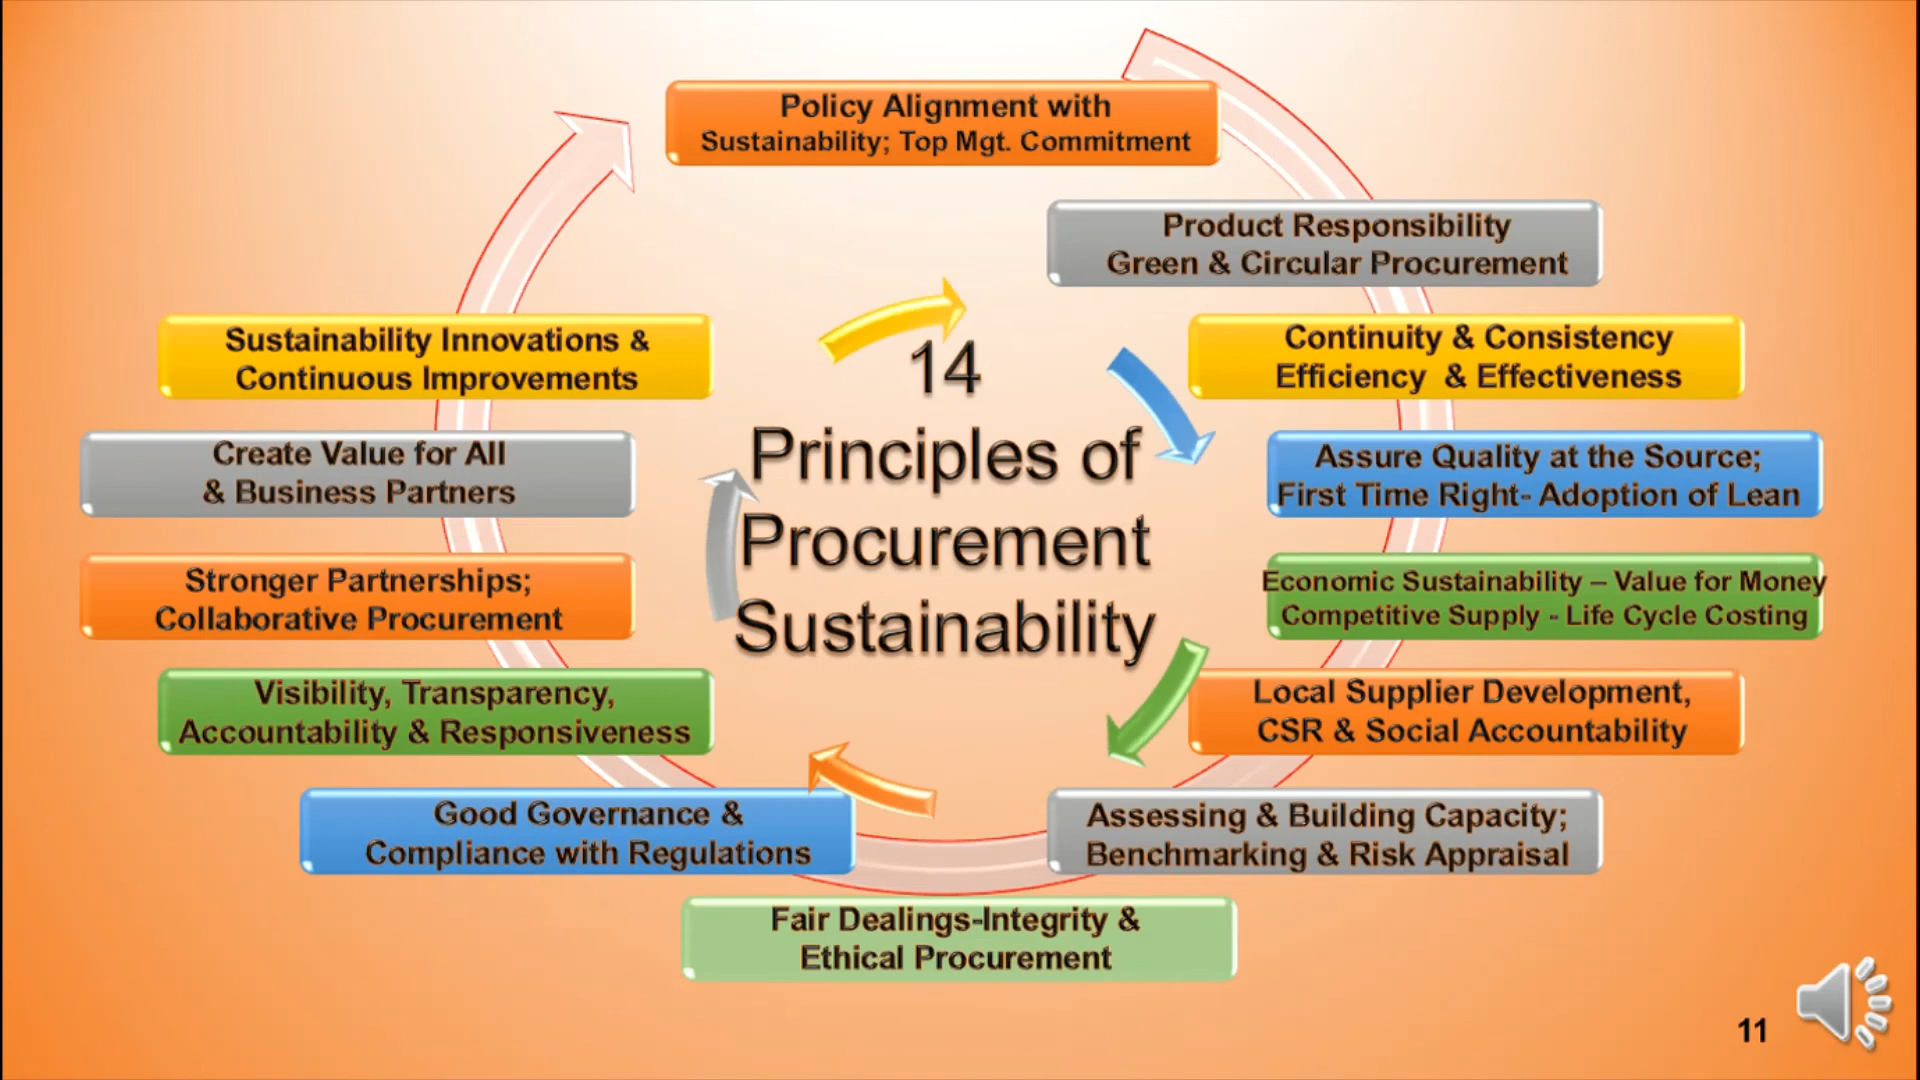 Policy Alignment with
Sustainability; Top Mgt. Commitment
Product Responsibility
Green & Circular Procurement
Continuity & Consistency
Efficiency & Effectiveness
Assure Quality at the Source;
First Time Right- Adoption of Lean
Economic Sustainability – Value for Money
Competitive Supply - Life Cycle Costing
Local Supplier Development,
CSR & Social Accountability
Assessing & Building Capacity;
Benchmarking & Risk Appraisal
Fair Dealings-Integrity &
Ethical Procurement
Good Governance &
Compliance with Regulations
Visibility, Transparency,
Accountability & Responsiveness
Stronger Partnerships;
Collaborative Procurement
Create Value for All
& Business Partners
Sustainability Innovations &
Continuous Improvements
14
Principles of
Procurement
Sustainability
11